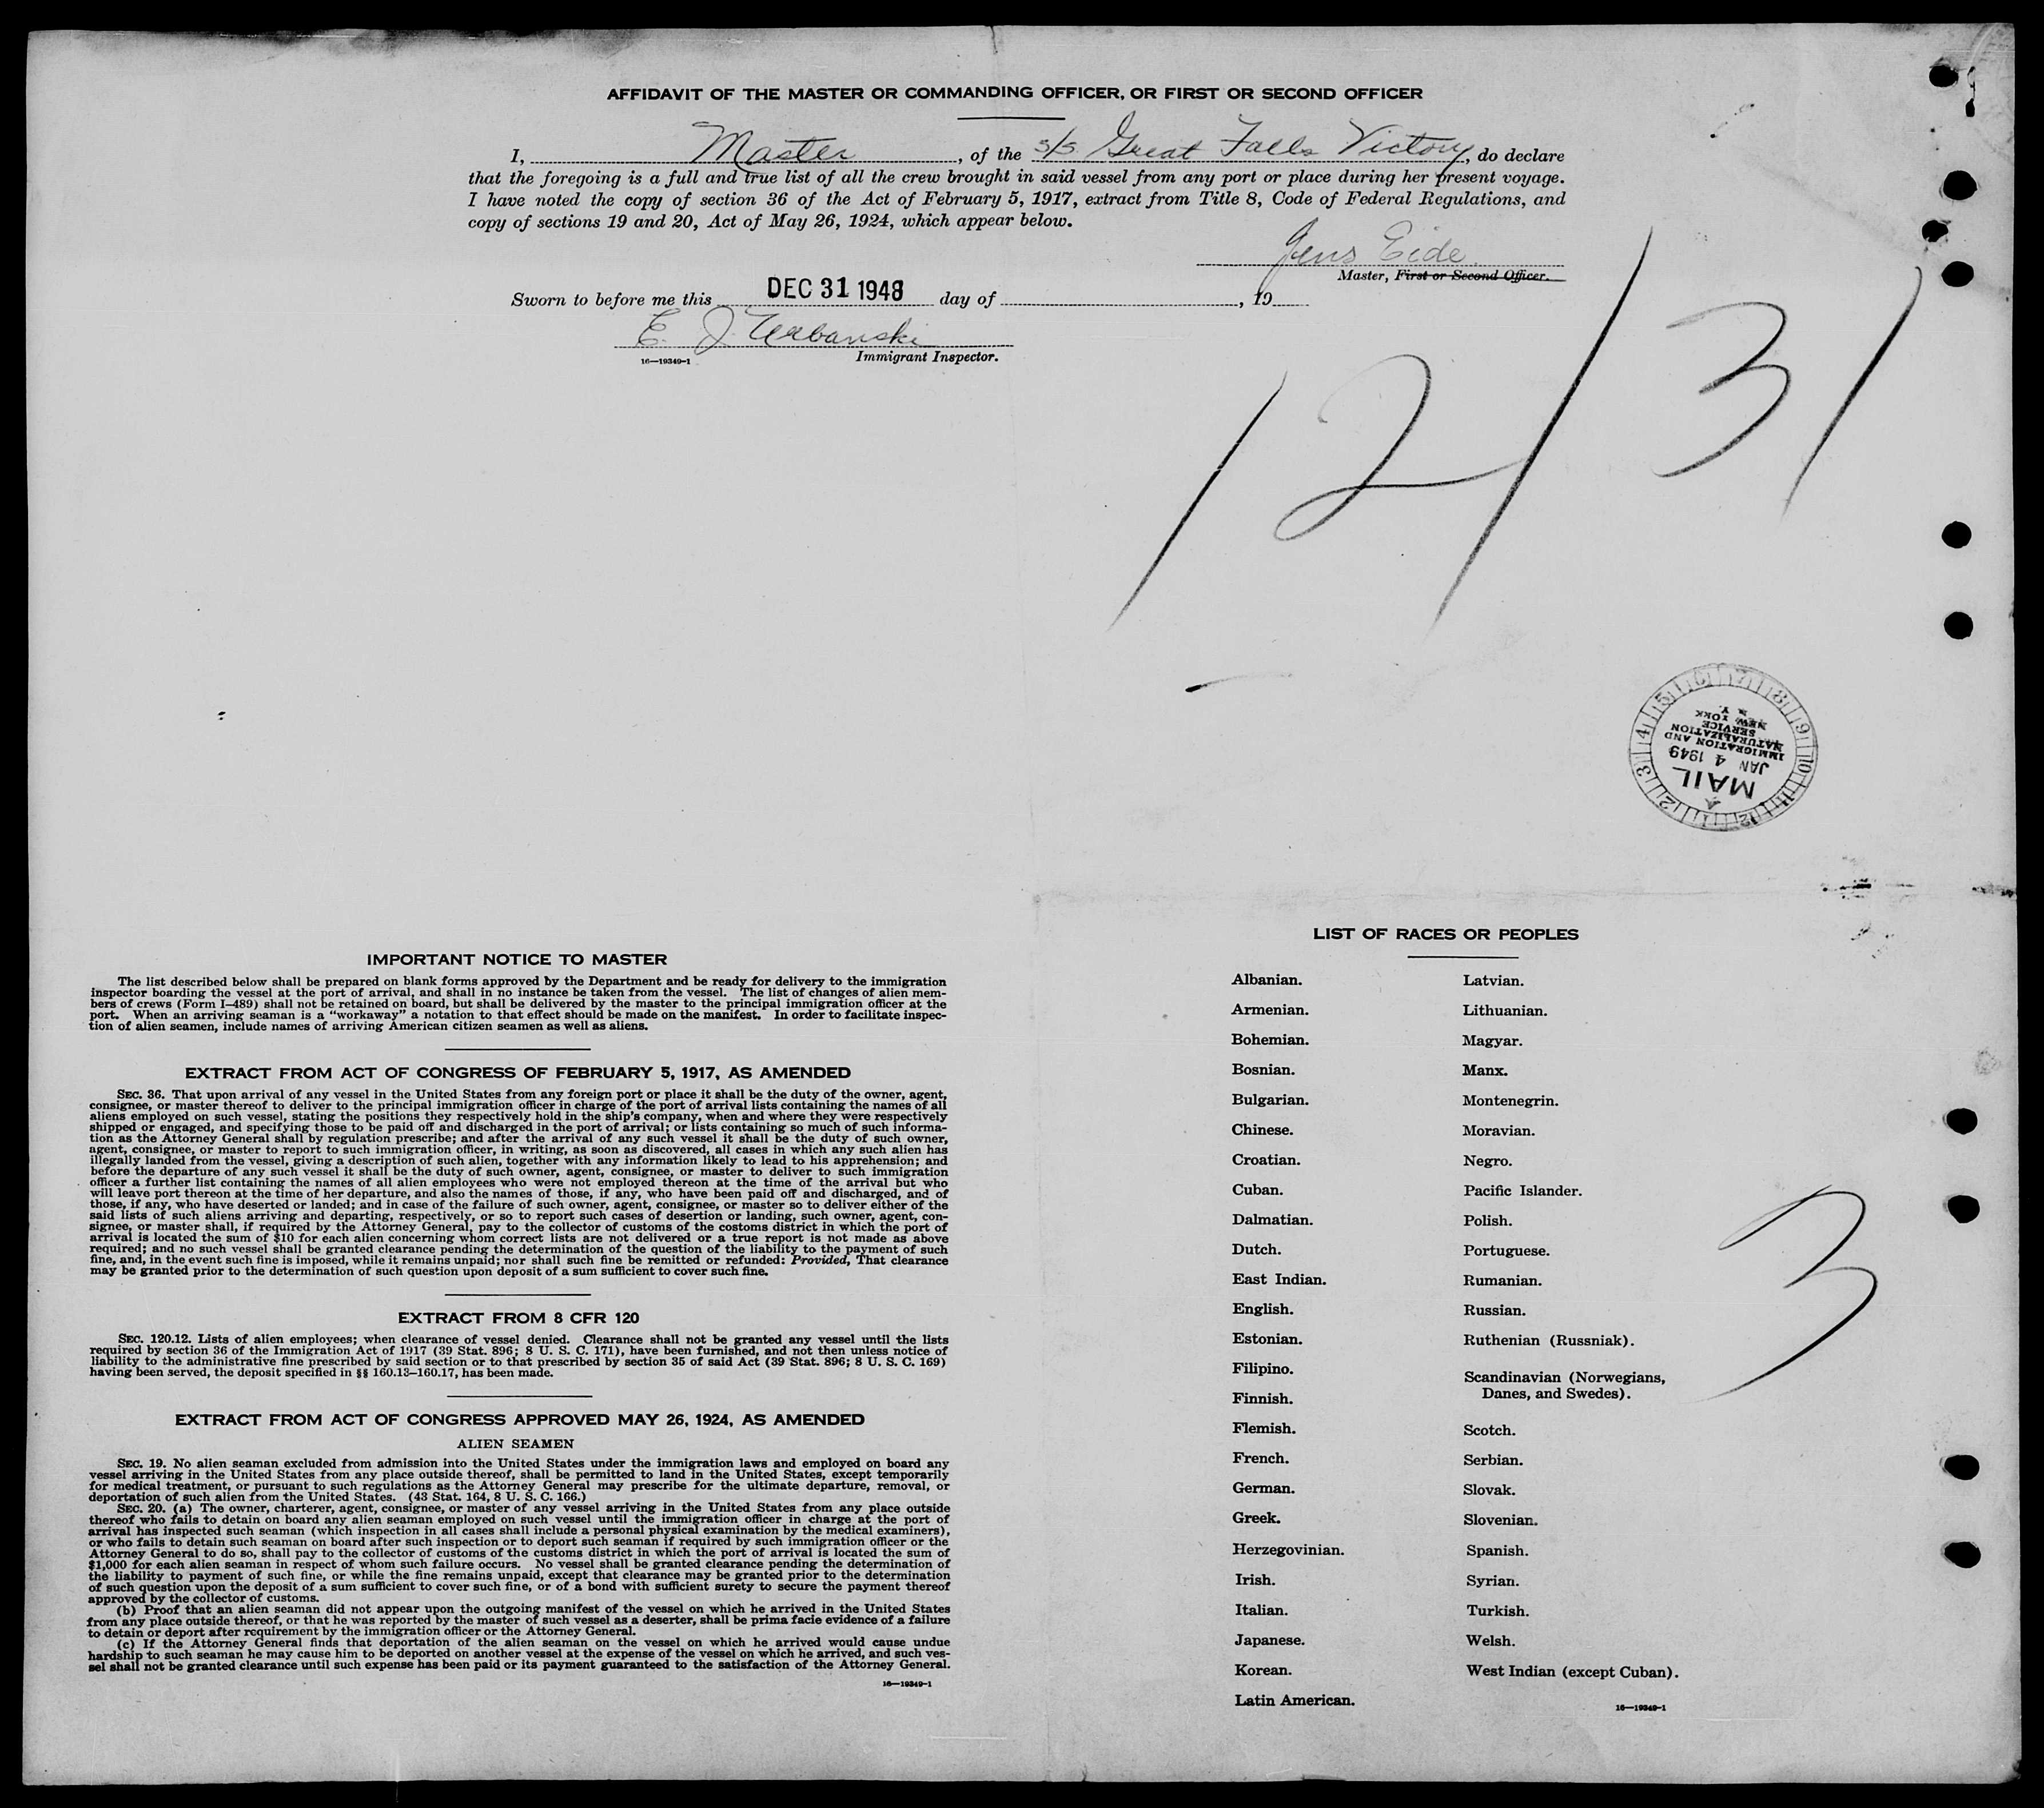 AFFIDAVIT OF THE MASTER OR COMMANDING OFFICER, OR FIRST OR SECOND OFFICER
I, Master, of the s/s Great Falls Victory, do declare
that the foregoing is a full and true list of all the crew brought in said vessel from any port or place during her present voyage.
I have noted the copy of section 36 of the Act of February 5, 1917, extract from Title 8, Code of Federal Regulations, and
copy of sections 19 and 20, Act of May 26, 1924, which appear below.
Jens Eide
Master, First or Second Officer.
Sworn to before me this DEC 31 1948 day of , 19
E. J. Urbanski
16—19349-1 Immigrant Inspector.
12/31
5 6 7 8 9 10 11 12 1 2 3 4
MAIL
JAN 4 1949
IMMIGRATION AND
NATURALIZATION
SERVICE
NEW YORK
N. Y.
IMPORTANT NOTICE TO MASTER
The list described below shall be prepared on blank forms approved by the Department and be ready for delivery to the immigration
inspector boarding the vessel at the port of arrival, and shall in no instance be taken from the vessel. The list of changes of alien mem-
bers of crews (Form I-489) shall not be retained on board, but shall be delivered by the master to the principal immigration officer at the
port. When an arriving seaman is a "workaway" a notation to that effect should be made on the manifest. In order to facilitate inspec-
tion of alien seamen, include names of arriving American citizen seamen as well as aliens.
EXTRACT FROM ACT OF CONGRESS OF FEBRUARY 5, 1917, AS AMENDED
SEC. 36. That upon arrival of any vessel in the United States from any foreign port or place it shall be the duty of the owner, agent,
consignee, or master thereof to deliver to the principal immigration officer in charge of the port of arrival lists containing the names of all
aliens employed on such vessel, stating the positions they respectively hold in the ship's company, when and where they were respectively
shipped or engaged, and specifying those to be paid off and discharged in the port of arrival; or lists containing so much of such informa-
tion as the Attorney General shall by regulation prescribe; and after the arrival of any such vessel it shall be the duty of such owner,
agent, consignee, or master to report to such immigration officer, in writing, as soon as discovered, all cases in which any such alien has
illegally landed from the vessel, giving a description of such alien, together with any information likely to lead to his apprehension; and
before the departure of any such vessel it shall be the duty of such owner, agent, consignee, or master to deliver to such immigration
officer a further list containing the names of all alien employees who were not employed thereon at the time of the arrival but who
will leave port thereon at the time of her departure, and also the names of those, if any, who have been paid off and discharged, and of
those, if any, who have deserted or landed; and in case of the failure of such owner, agent, consignee, or master so to deliver either of the
said lists of such aliens arriving and departing, respectively, or so to report such cases of desertion or landing, such owner, agent, con-
signee, or master shall, if required by the Attorney General, pay to the collector of customs of the costoms district in which the port of
arrival is located the sum of $10 for each alien concerning whom correct lists are not delivered or a true report is not made as above
required; and no such vessel shall be granted clearance pending the determination of the question of the liability to the payment of such
fine, and, in the event such fine is imposed, while it remains unpaid; nor shall such fine be remitted or refunded: Provided, That clearance
may be granted prior to the determination of such question upon deposit of a sum sufficient to cover such fine.
EXTRACT FROM 8 CFR 120
SEC. 120.12. Lists of alien employees; when clearance of vessel denied. Clearance shall not be granted any vessel until the lists
required by section 36 of the Immigration Act of 1917 (39 Stat. 896; 8 U. S. C. 171), have been furnished, and not then unless notice of
liability to the administrative fine prescribed by said section or to that prescribed by section 35 of said Act (39 Stat. 896; 8 U. S. C. 169)
having been served, the deposit specified in §§ 160.13-160.17, has been made.
EXTRACT FROM ACT OF CONGRESS APPROVED MAY 26, 1924, AS AMENDED
ALIEN SEAMEN
SEC. 19. No alien seaman excluded from admission into the United States under the immigration laws and employed on board any
vessel arriving in the United States from any place outside thereof, shall be permitted to land in the United States, except temporarily
for medical treatment, or pursuant to such regulations as the Attorney General may prescribe for the ultimate departure, removal, or
deportation of such alien from the United States. (43 Stat. 164, 8 U. S. C. 166.)
SEC. 20. (a) The owner, charterer, agent, consignee, or master of any vessel arriving in the United States from any place outside
thereof who fails to detain on board any alien seaman employed on such vessel until the immigration officer in charge at the port of
arrival has inspected such seaman (which inspection in all cases shall include a personal physical examination by the medical examiners),
or who fails to detain such seaman on board after such inspection or to deport such seaman if required by such immigration officer or the
Attorney General to do so, shall pay to the collector of customs of the customs district in which the port of arrival is located the sum of
$1,000 for each alien seaman in respect of whom such failure occurs. No vessel shall be granted clearance pending the determination of
the liability to payment of such fine, or while the fine remains unpaid, except that clearance may be granted prior to the determination
of such question upon the deposit of a sum sufficient to cover such fine, or of a bond with sufficient surety to secure the payment thereof
approved by the collector of customs.
(b) Proof that an alien seaman did not appear upon the outgoing manifest of the vessel on which he arrived in the United States
from any place outside thereof, or that he was reported by the master of such vessel as a deserter, shall be prima facie evidence of a failure
to detain or deport after requirement by the immigration officer or the Attorney General.
(c) If the Attorney General finds that deportation of the alien seaman on the vessel on which he arrived would cause undue
hardship to such seaman he may cause him to be deported on another vessel at the expense of the vessel on which he arrived, and such ves-
sel shall not be granted clearance until such expense has been paid or its payment guaranteed to the satisfaction of the Attorney General.
16—19349-1
LIST OF RACES OR PEOPLES
Albanian.
Armenian.
Bohemian.
Bosnian.
Bulgarian.
Chinese.
Croatian.
Cuban.
Dalmatian.
Dutch.
East Indian.
English.
Estonian.
Filipino.
Finnish.
Flemish.
French.
German.
Greek.
Herzegovinian.
Irish.
Italian.
Japanese.
Korean.
Latin American.
Latvian.
Lithuanian.
Magyar.
Manx.
Montenegrin.
Moravian.
Negro.
Pacific Islander.
Polish.
Portuguese.
Rumanian.
Russian.
Ruthenian (Russniak).
Scandinavian (Norwegians,
Danes, and Swedes).
Scotch.
Serbian.
Slovak.
Slovenian.
Spanish.
Syrian.
Turkish.
Welsh.
West Indian (except Cuban).
16—19349-1
3